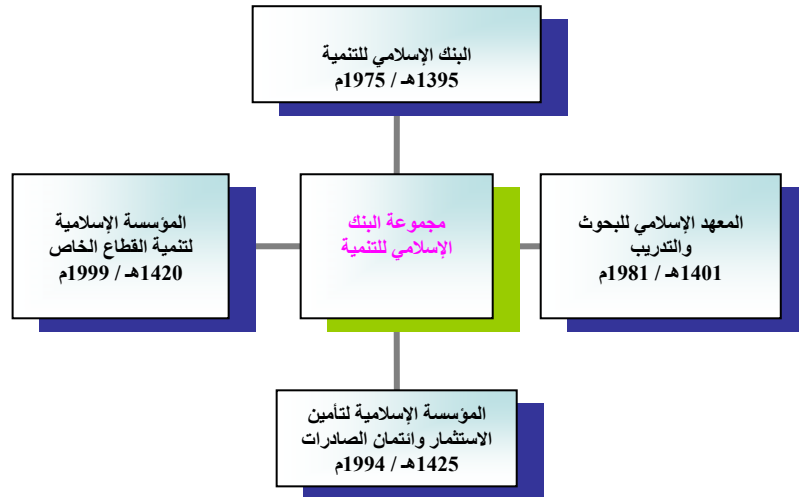 البنك الإسلامي للتنمية
1395هـ / 1975م
المعهد الإسلامي للبحوث
والتدريب
1401هـ / 1981م
مجموعة البنك
الإسلامي للتنمية
المؤسسة الإسلامية
لتنمية القطاع الخاص
1420هـ / 1999م
المؤسسة الإسلامية لتأمين
الاستثمار وائتمان الصادرات
1425هـ / 1994م